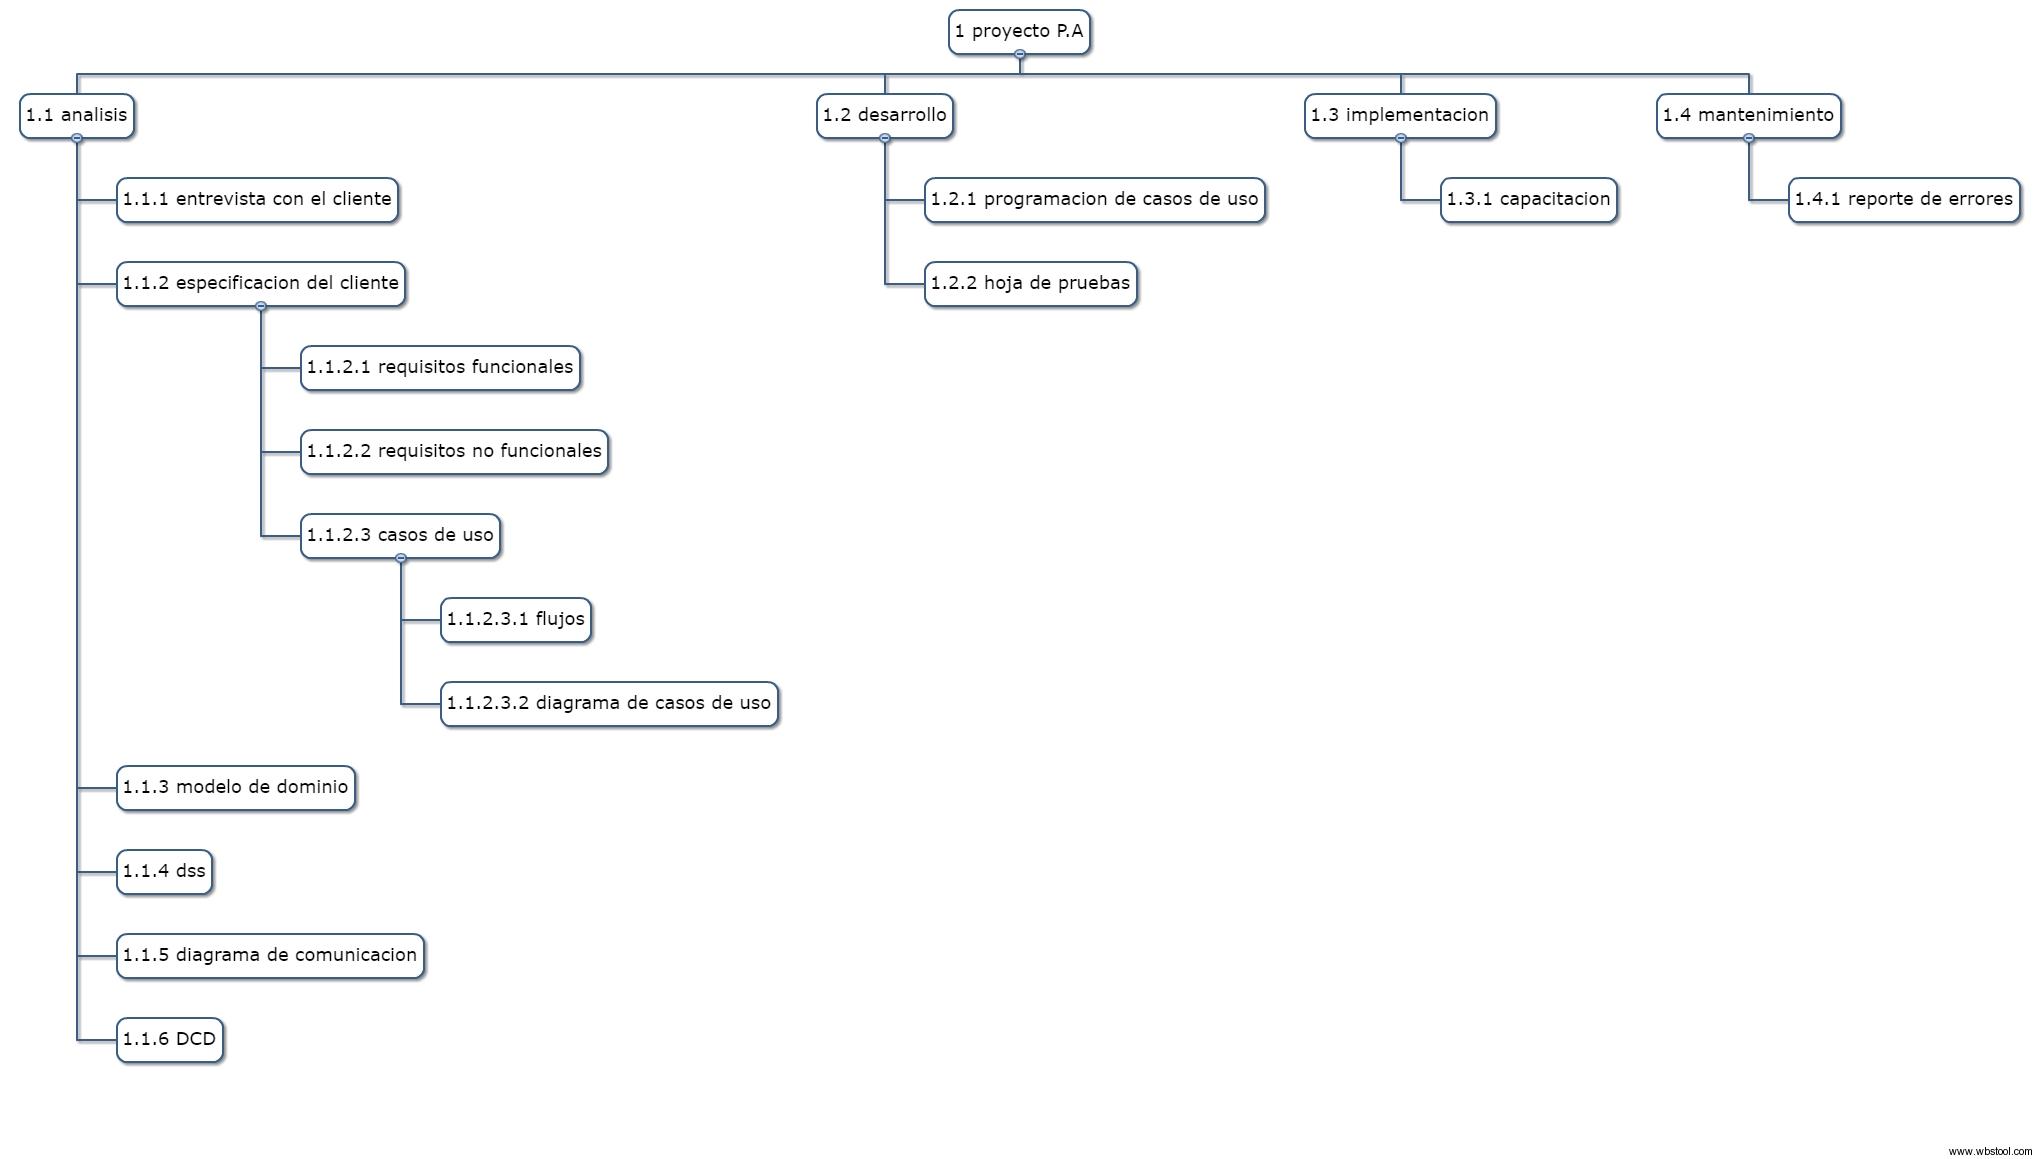 1 proyecto P.A
1.1 analisis
1.1.1 entrevista con el cliente
1.1.2 especificacion del cliente
1.1.2.1 requisitos funcionales
1.1.2.2 requisitos no funcionales
1.1.2.3 casos de uso
1.1.2.3.1 flujos
1.1.2.3.2 diagrama de casos de uso
1.1.3 modelo de dominio
1.1.4 dss
1.1.5 diagrama de comunicacion
1.1.6 DCD
1.2 desarrollo
1.2.1 programacion de casos de uso
1.2.2 hoja de pruebas
1.3 implementacion
1.3.1 capacitacion
1.4 mantenimiento
1.4.1 reporte de errores
www.wbstool.com